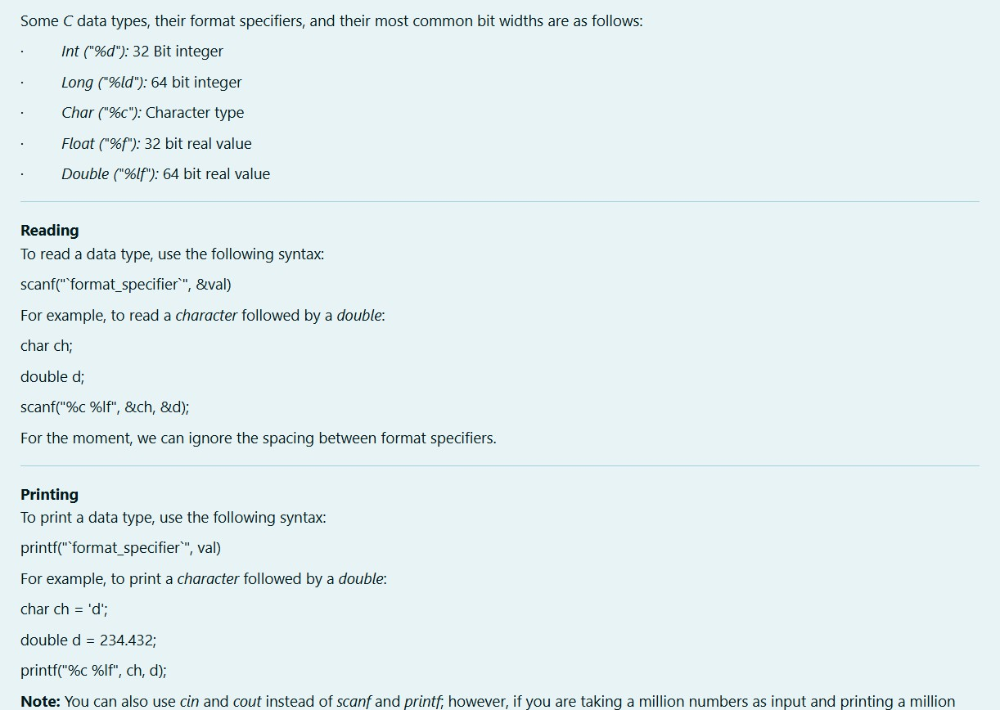 Some C data types, their format specifiers, and their most common bit widths are as follows:
· Int ("%d"): 32 Bit integer
· Long ("%ld"): 64 bit integer
· Char ("%c"): Character type
· Float ("%f"): 32 bit real value
· Double ("%lf"): 64 bit real value
Reading
To read a data type, use the following syntax:
scanf("`format_specifier`", &val)
For example, to read a character followed by a double:
char ch;
double d;
scanf("%c %lf", &ch, &d);
For the moment, we can ignore the spacing between format specifiers.
Printing
To print a data type, use the following syntax:
printf("`format_specifier`", val)
For example, to print a character followed by a double:
char ch = 'd';
double d = 234.432;
printf("%c %lf", ch, d);
Note: You can also use cin and cout instead of scanf and printf; however, if you are taking a million numbers as input and printing a million